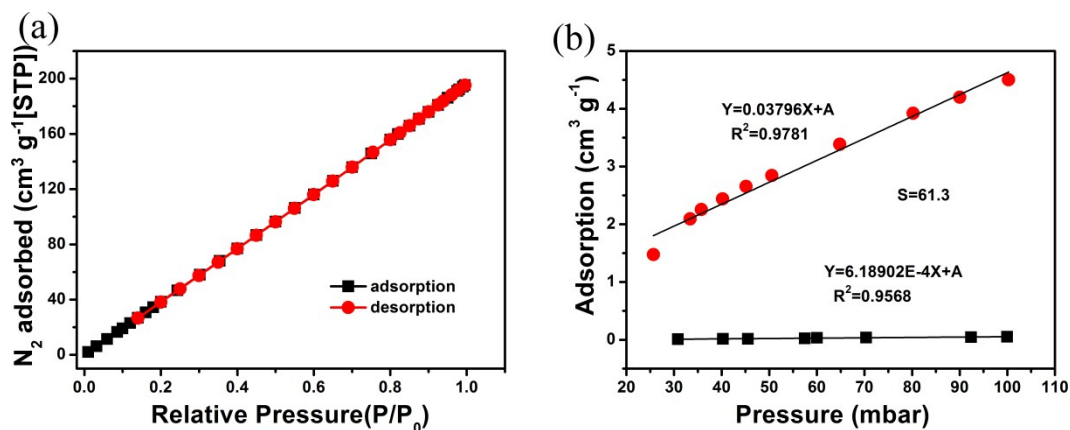 (a)
N₂ adsorbed (cm³ g⁻¹[STP])
200
160
120
80
40
0
adsorption
desorption
0.0 0.2 0.4 0.6 0.8 1.0
Relative Pressure(P/P₀)
(b)
Adsorption (cm³ g⁻¹)
5
4
3
2
1
0
Y=0.03796X+A
R²=0.9781
S=61.3
Y=6.18902E-4X+A
R²=0.9568
20 30 40 50 60 70 80 90 100 110
Pressure (mbar)